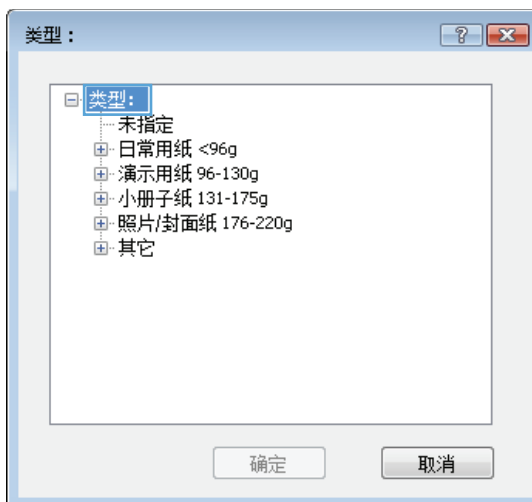 类型：
类型：
未指定
日常用纸 <96g
演示用纸 96-130g
小册子纸 131-175g
照片/封面纸 176-220g
其它
确定 取消